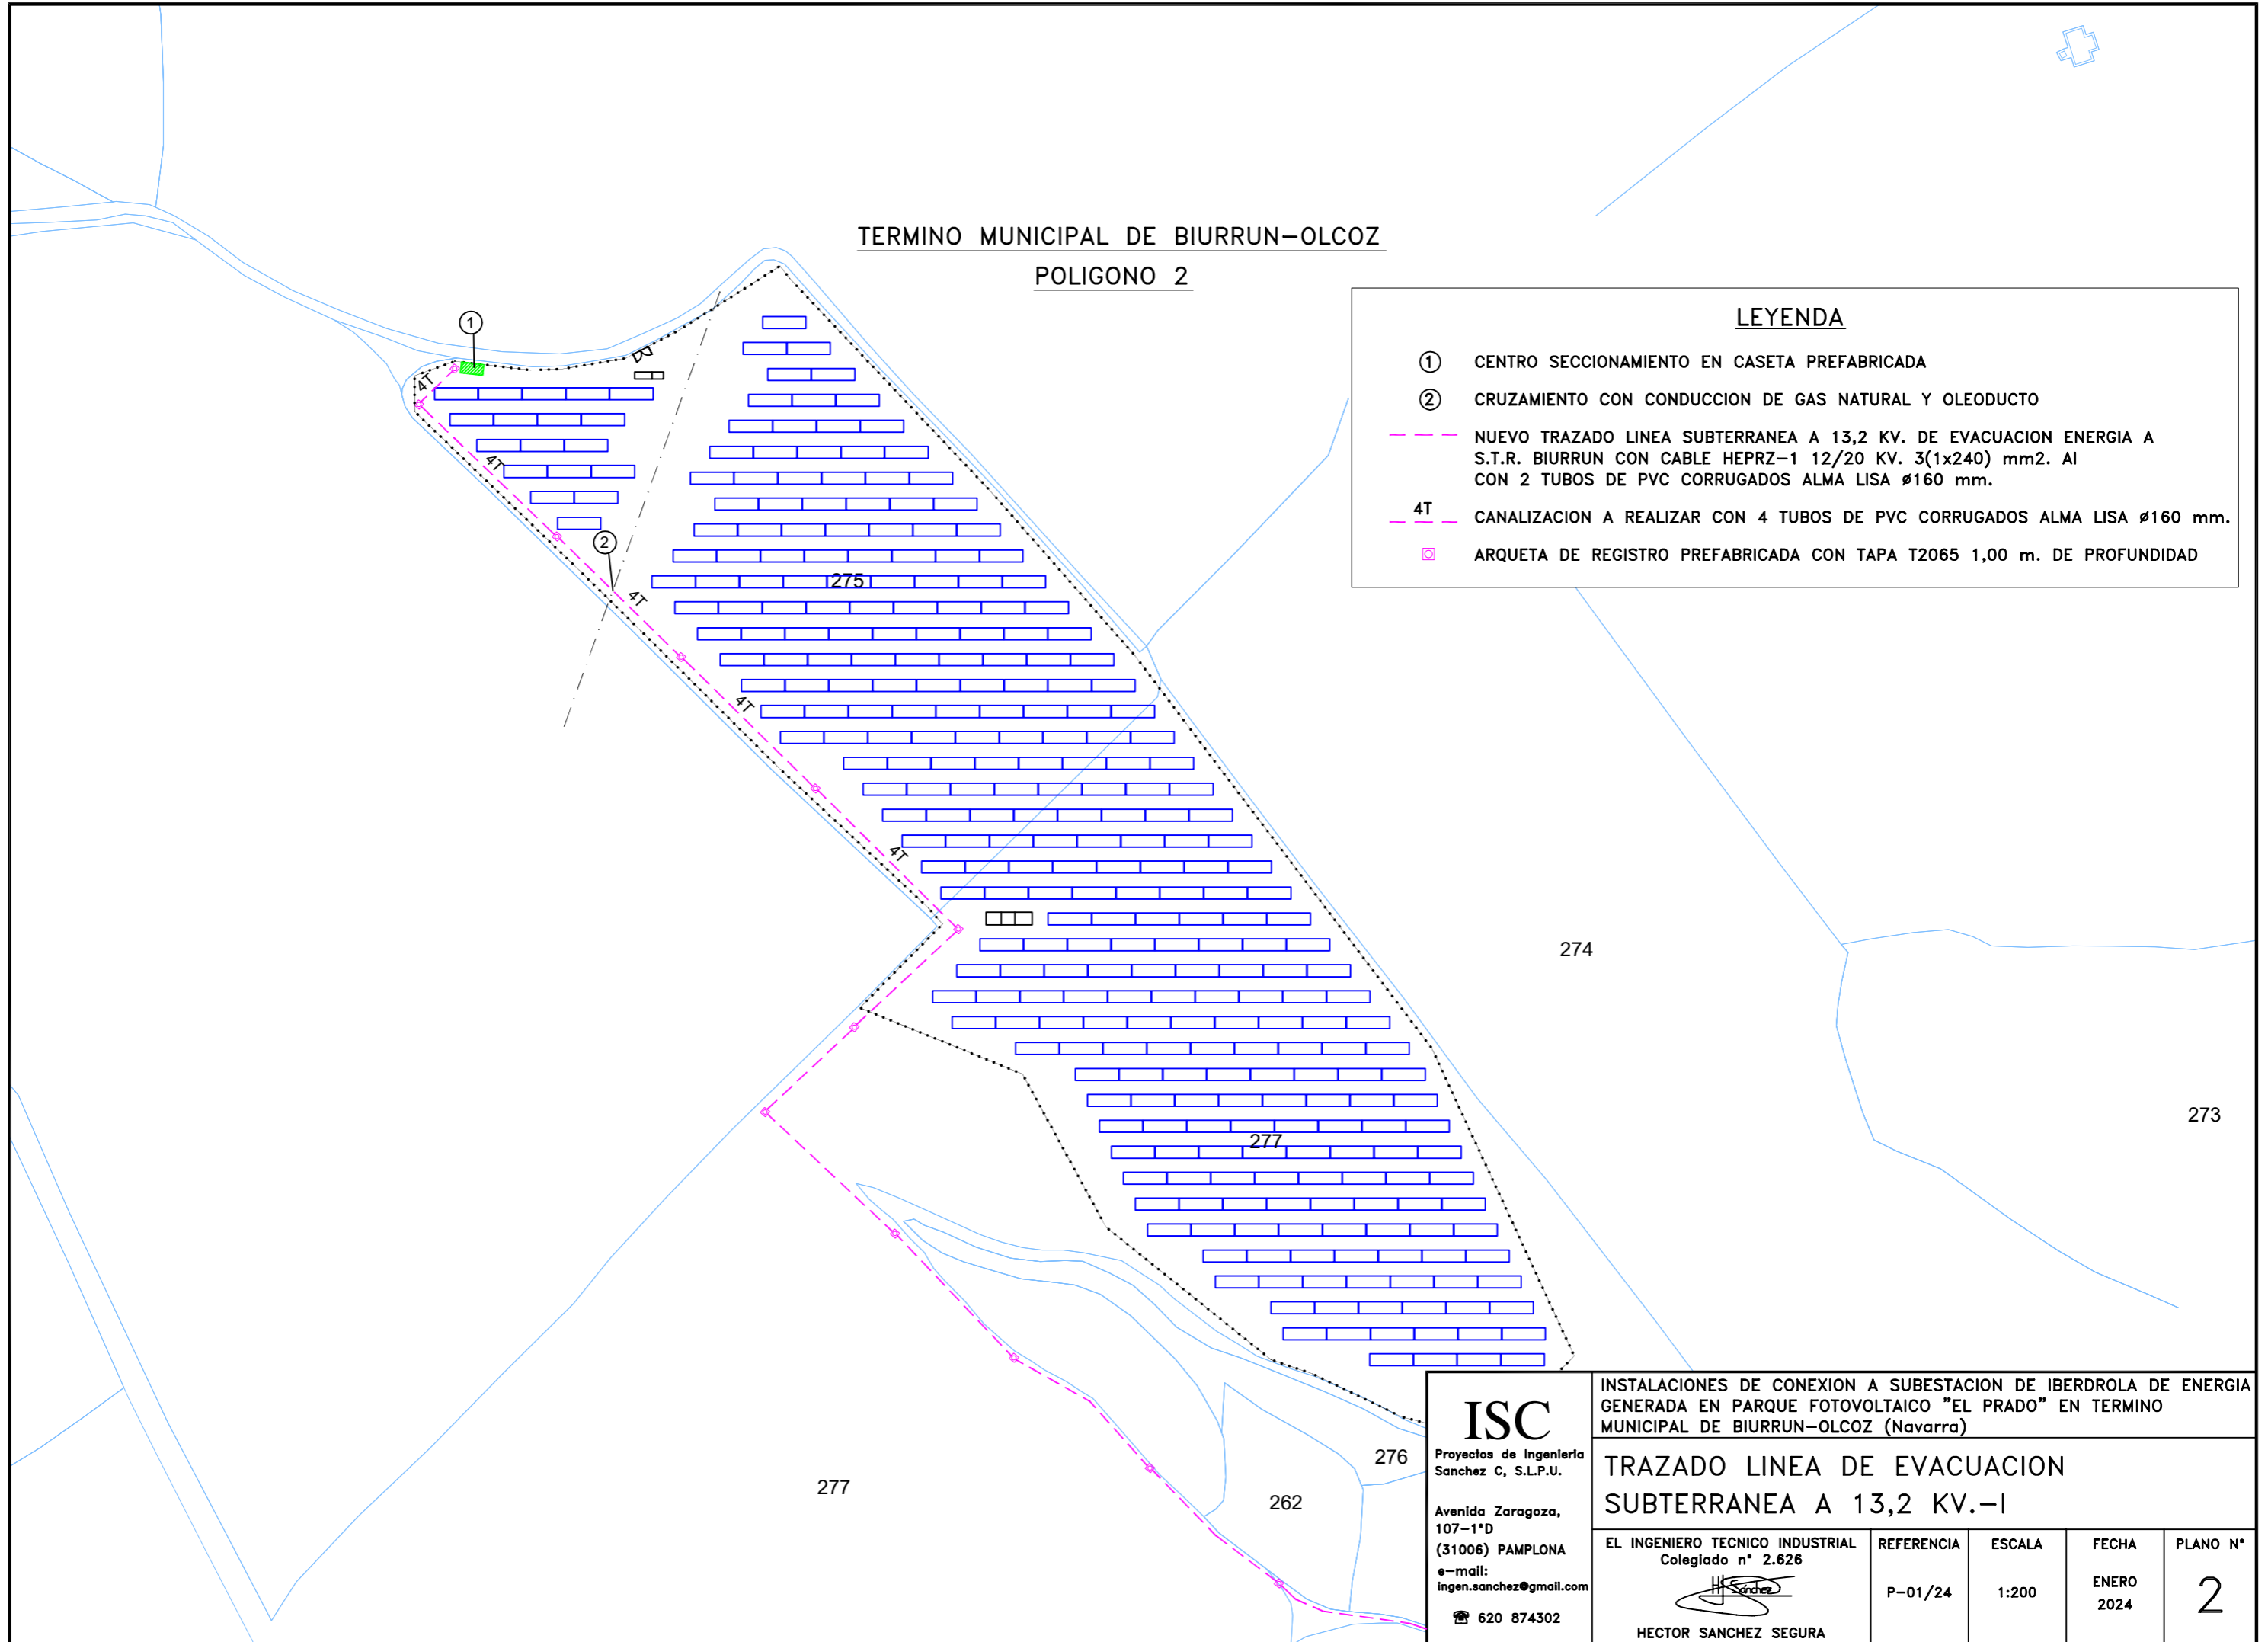 TERMINO MUNICIPAL DE BIURRUN-OLCOZ
POLIGONO 2
LEYENDA
1 CENTRO SECCIONAMIENTO EN CASETA PREFABRICADA
2 CRUZAMIENTO CON CONDUCCION DE GAS NATURAL Y OLEODUCTO
NUEVO TRAZADO LINEA SUBTERRANEA A 13,2 KV. DE EVACUACION ENERGIA A
S.T.R. BIURRUN CON CABLE HEPRZ-1 12/20 KV. 3(1x240) mm2. Al
CON 2 TUBOS DE PVC CORRUGADOS ALMA LISA ø160 mm.
4T CANALIZACION A REALIZAR CON 4 TUBOS DE PVC CORRUGADOS ALMA LISA ø160 mm.
ARQUETA DE REGISTRO PREFABRICADA CON TAPA T2065 1,00 m. DE PROFUNDIDAD
1
4T
4T
2
4T
275
4T
4T
274
273
277
277
276
262
ISC
Proyectos de Ingenieria
Sanchez C, S.L.P.U.
Avenida Zaragoza,
107-1ºD
(31006) PAMPLONA
e-mail:
ingen.sanchez@gmail.com
☎ 620 874302
INSTALACIONES DE CONEXION A SUBESTACION DE IBERDROLA DE ENERGIA
GENERADA EN PARQUE FOTOVOLTAICO "EL PRADO" EN TERMINO
MUNICIPAL DE BIURRUN-OLCOZ (Navarra)
TRAZADO LINEA DE EVACUACION
SUBTERRANEA A 13,2 KV.-I
EL INGENIERO TECNICO INDUSTRIAL
Colegiado nº 2.626
HECTOR SANCHEZ SEGURA
REFERENCIA
P-01/24
ESCALA
1:200
FECHA
ENERO
2024
PLANO Nº
2